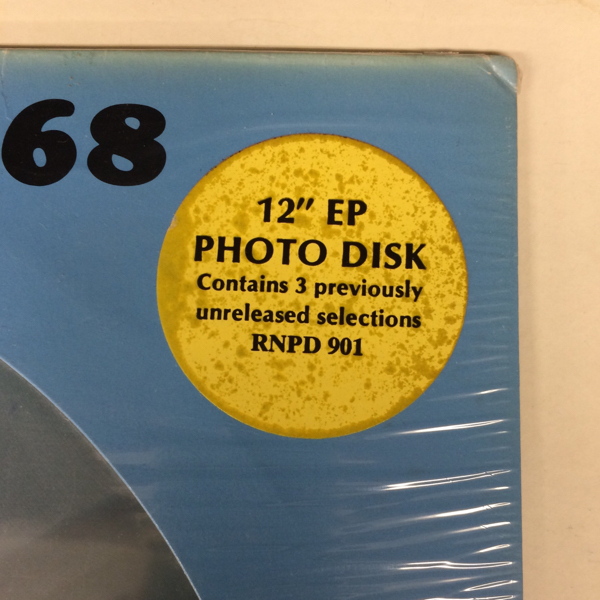 68
12″ EP
PHOTO DISK
Contains 3 previously
unreleased selections
RNPD 901